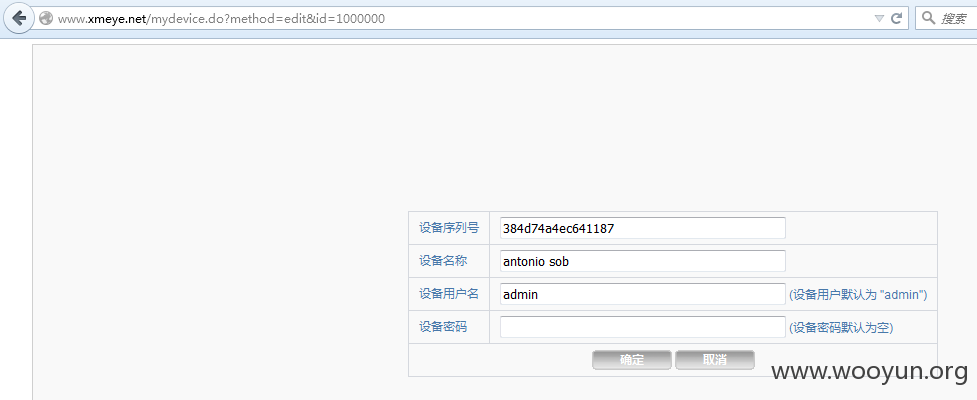 www.xmeye.net/mydevice.do?method=edit&id=1000000
搜索
设备序列号 384d74a4ec641187
设备名称 antonio sob
设备用户名 admin (设备用户默认为 "admin")
设备密码 (设备密码默认为空)
确定 取消
www.wooyun.org